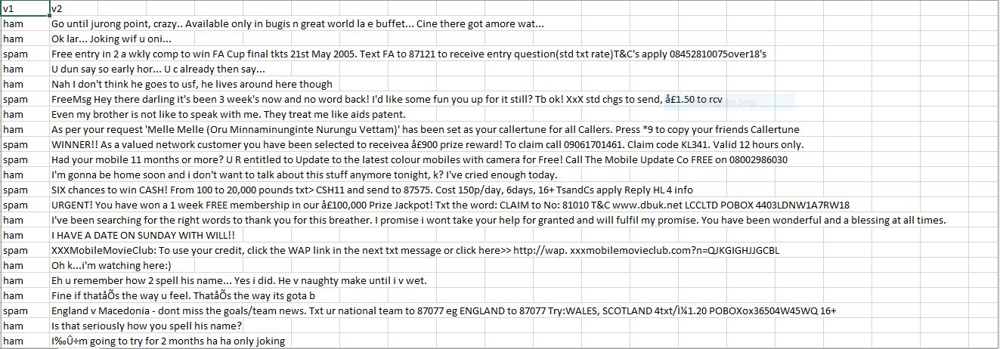 v1 v2
ham Go until jurong point, crazy.. Available only in bugis n great world la e buffet... Cine there got amore wat...
ham Ok lar... Joking wif u oni...
spam Free entry in 2 a wkly comp to win FA Cup final tkts 21st May 2005. Text FA to 87121 to receive entry question(std txt rate)T&C's apply 08452810075over18's
ham U dun say so early hor... U c already then say...
ham Nah I don't think he goes to usf, he lives around here though
spam FreeMsg Hey there darling it's been 3 week's now and no word back! I'd like some fun you up for it still? Tb ok! XxX std chgs to send, å£1.50 to rcv
ham Even my brother is not like to speak with me. They treat me like aids patent.
ham As per your request 'Melle Melle (Oru Minnaminunginte Nurungu Vettam)' has been set as your callertune for all Callers. Press *9 to copy your friends Callertune
spam WINNER!! As a valued network customer you have been selected to receivea å£900 prize reward! To claim call 09061701461. Claim code KL341. Valid 12 hours only.
spam Had your mobile 11 months or more? U R entitled to Update to the latest colour mobiles with camera for Free! Call The Mobile Update Co FREE on 08002986030
ham I'm gonna be home soon and i don't want to talk about this stuff anymore tonight, k? I've cried enough today.
spam SIX chances to win CASH! From 100 to 20,000 pounds txt> CSH11 and send to 87575. Cost 150p/day, 6days, 16+ TsandCs apply Reply HL 4 info
spam URGENT! You have won a 1 week FREE membership in our å£100,000 Prize Jackpot! Txt the word: CLAIM to No: 81010 T&C www.dbuk.net LCCLTD POBOX 4403LDNW1A7RW18
ham I've been searching for the right words to thank you for this breather. I promise i wont take your help for granted and will fulfil my promise. You have been wonderful and a blessing at all times.
ham I HAVE A DATE ON SUNDAY WITH WILL!!
spam XXXMobileMovieClub: To use your credit, click the WAP link in the next txt message or click here>> http://wap. xxxmobilemovieclub.com?n=QJKGIGHJJGCBL
ham Oh k...i'm watching here:)
ham Eh u remember how 2 spell his name... Yes i did. He v naughty make until i v wet.
ham Fine if thatåÕs the way u feel. ThatåÕs the way its gota b
spam England v Macedonia - dont miss the goals/team news. Txt ur national team to 87077 eg ENGLAND to 87077 Try:WALES, SCOTLAND 4txt/Ì¼1.20 POBOXox36504W45WQ 16+
ham Is that seriously how you spell his name?
ham I‰Û÷m going to try for 2 months ha ha only joking